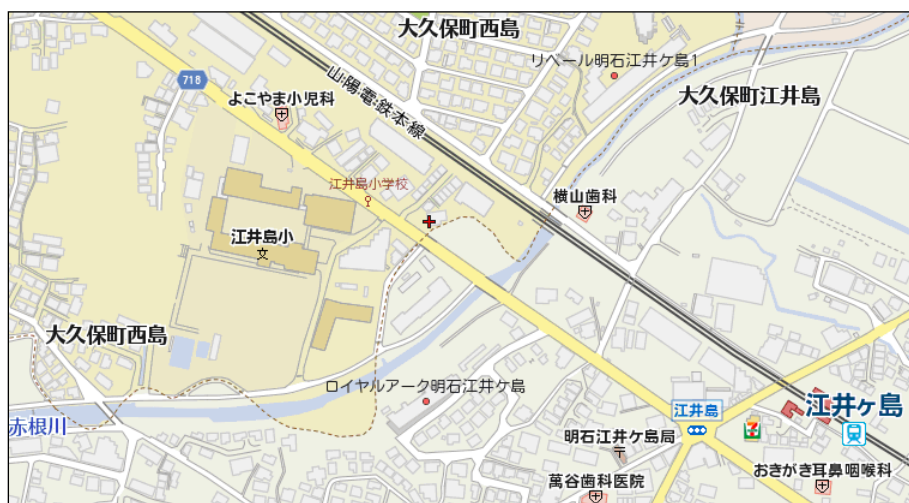 大久保町西島
リベール明石江井ケ島1
山陽電鉄本線
718
よこやま小児科
大久保町江井島
江井島小学校
横山歯科
江井島小
大久保町西島
ロイヤルアーク明石江井ケ島
赤根川
江井島
江井ヶ島
明石江井ケ島局
おきがき耳鼻咽喉科
萬谷歯科医院